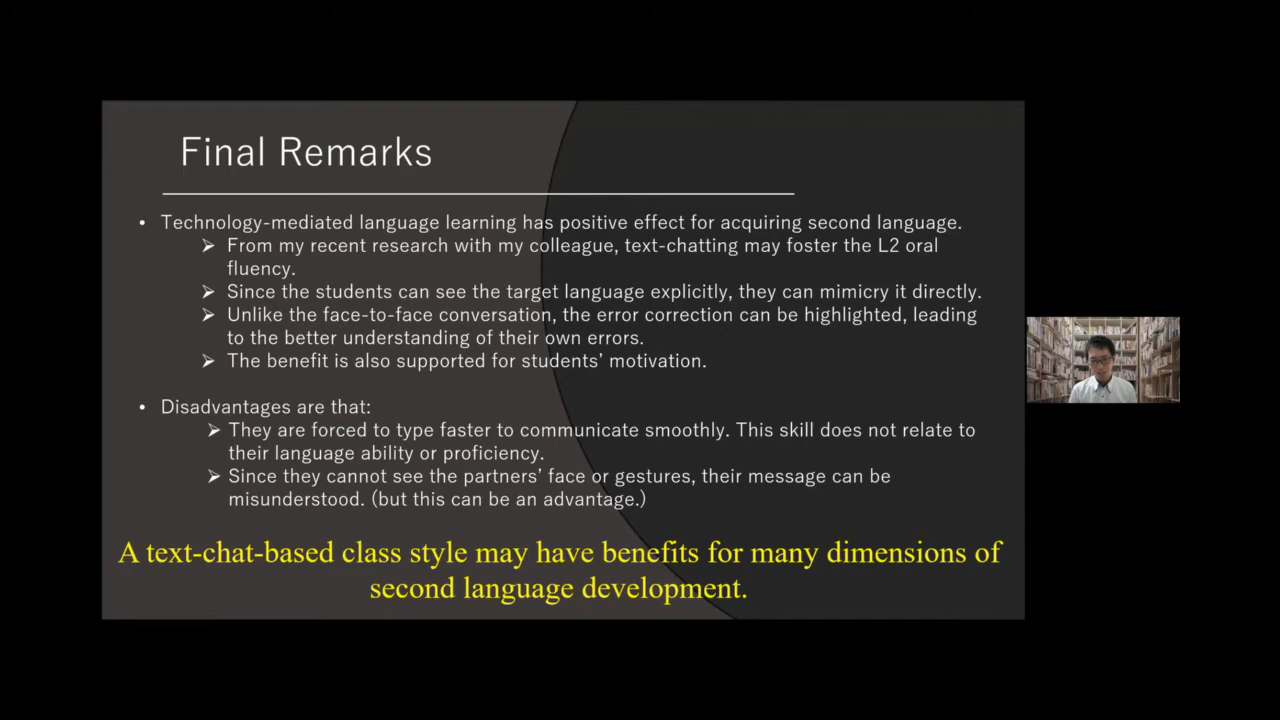 Final Remarks
• Technology-mediated language learning has positive effect for acquiring second language.
➢ From my recent research with my colleague, text-chatting may foster the L2 oral
fluency.
➢ Since the students can see the target language explicitly, they can mimicry it directly.
➢ Unlike the face-to-face conversation, the error correction can be highlighted, leading
to the better understanding of their own errors.
➢ The benefit is also supported for students’ motivation.
• Disadvantages are that:
➢ They are forced to type faster to communicate smoothly. This skill does not relate to
their language ability or proficiency.
➢ Since they cannot see the partners’ face or gestures, their message can be
misunderstood. (but this can be an advantage.)
A text-chat-based class style may have benefits for many dimensions of
second language development.